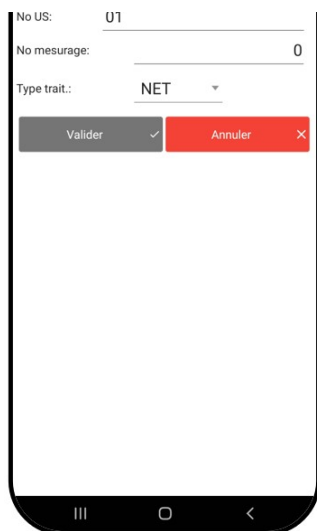 No US: 01
No mesurage: 0
Type trait.: NET
Valider Annuler